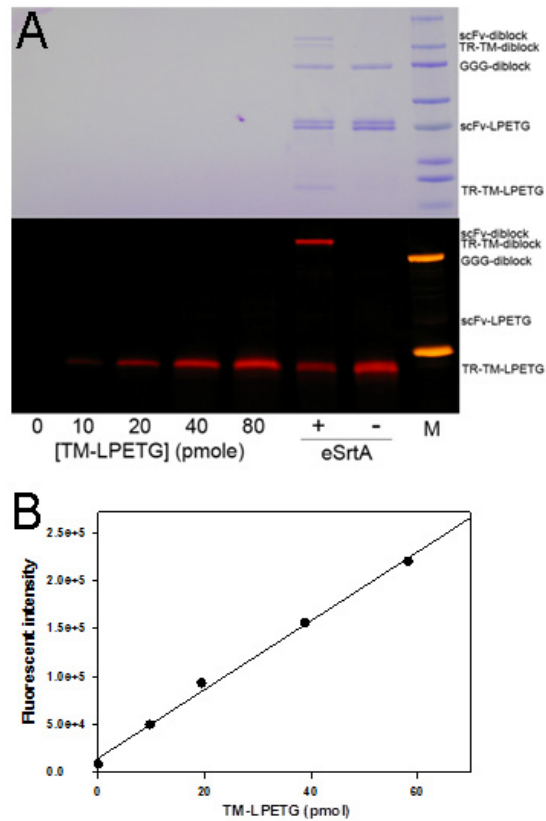 A
scFv-diblock
TR-TM-diblock
GGG-diblock
scFv-LPETG
TR-TM-LPETG
scFv-diblock
TR-TM-diblock
GGG-diblock
scFv-LPETG
TR-TM-LPETG
0 10 20 40 80 + - M
[TM-LPETG] (pmole) eSrtA
B
Fluorescent intensity
2.5e+5
2.0e+5
1.5e+5
1.0e+5
5.0e+4
0.0
0 20 40 60
TM-LPETG (pmol)